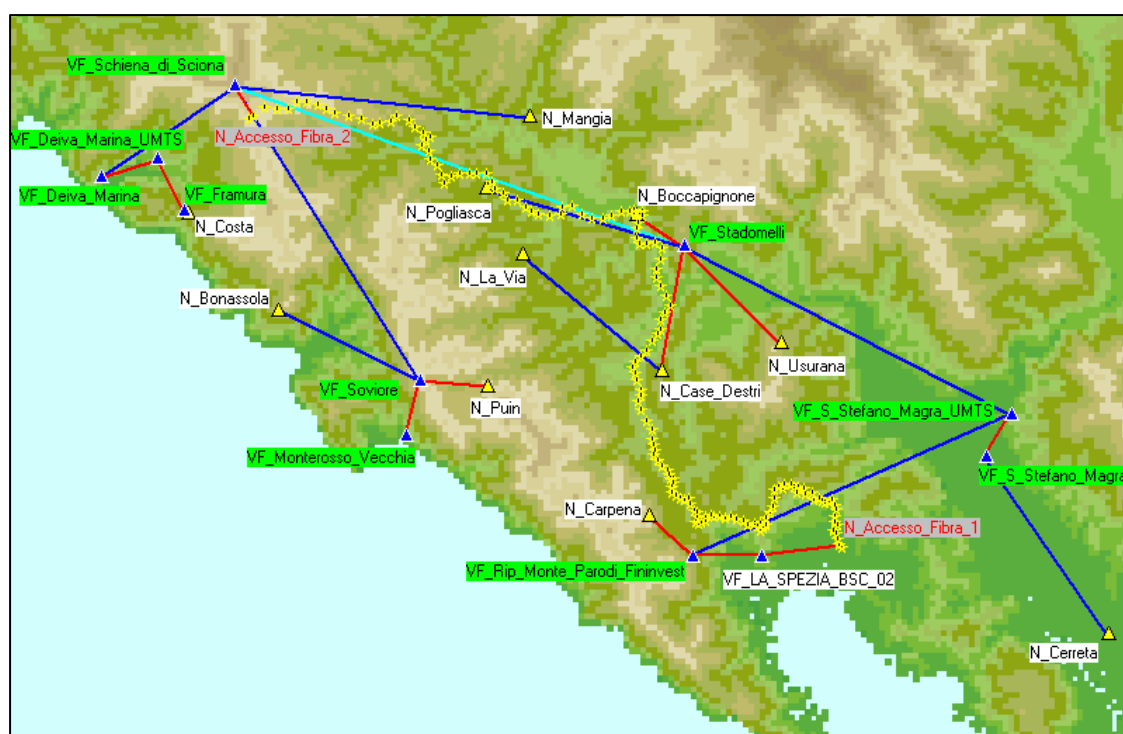 VF_Schiena_di_Sciona
N_Mangia
N_Accesso_Fibra_2
VF_Deiva_Marina_UMTS
VF_Deiva_Marina
VF_Framura
N_Costa
N_Pogliasca
N_Boccapignone
VF_Stadomelli
N_La_Via
N_Bonassola
N_Usurana
VF_Soviore
N_Puin
N_Case_Destri
VF_S_Stefano_Magra_UMTS
VF_Monterosso_Vecchia
VF_S_Stefano_Magra
N_Carpena
N_Accesso_Fibra_1
VF_Rip_Monte_Parodi_Fininvest
VF_LA_SPEZIA_BSC_02
N_Cerreta